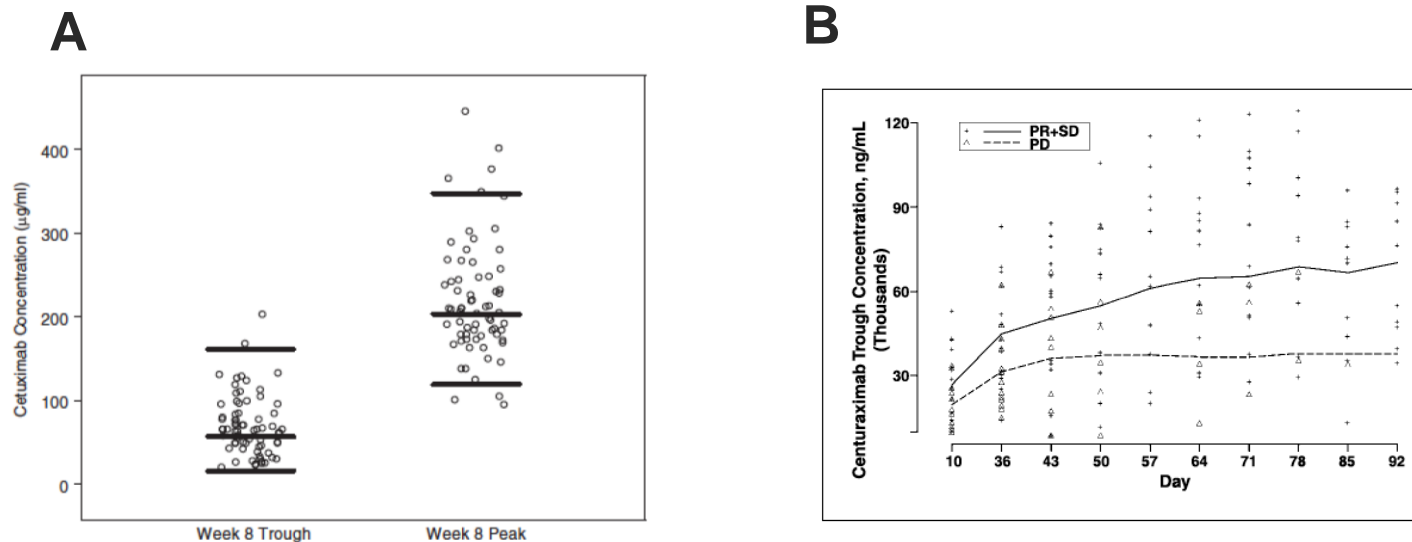 A
B
Cetuximab Concentration (μg/ml)
400
300
200
100
0
Week 8 Trough
Week 8 Peak
Centuraximab Trough Concentration, ng/mL
(Thousands)
120
90
60
30
PR+SD
PD
10 36 43 50 57 64 71 78 85 92
Day